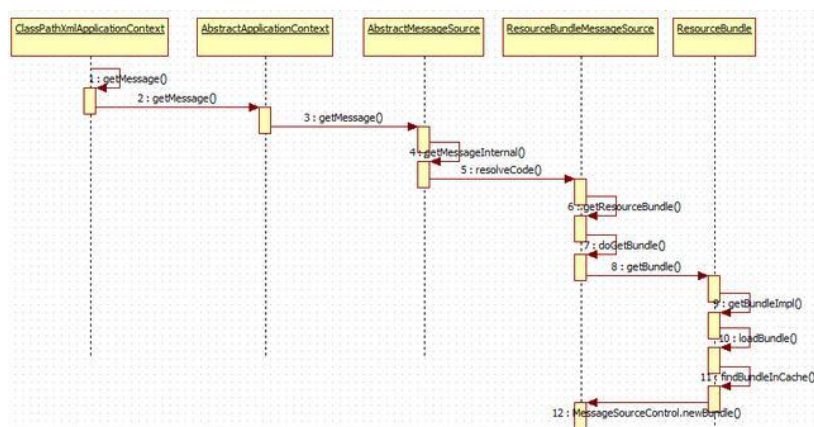 ClassPathXmlApplicationContext
AbstractApplicationContext
AbstractMessageSource
ResourceBundleMessageSource
ResourceBundle
1 : getMessage()
2 : getMessage()
3 : getMessage()
4 : getMessageInternal()
5 : resolveCode()
6 : getResourceBundle()
7 : doGetBundle()
8 : getBundle()
9 : getBundleImpl()
10 : loadBundle()
11 : findBundleInCache()
12 : MessageSourceControl.newBundle()